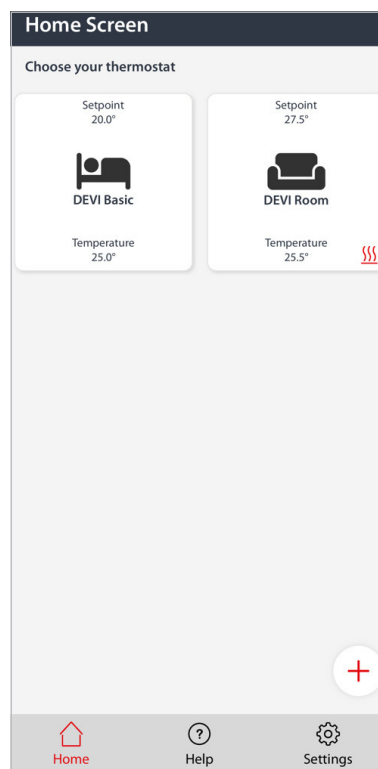 Home Screen
Choose your thermostat
Setpoint
20.0°
DEVI Basic
Temperature
25.0°
Setpoint
27.5°
DEVI Room
Temperature
25.5°
+
Home
Help
Settings